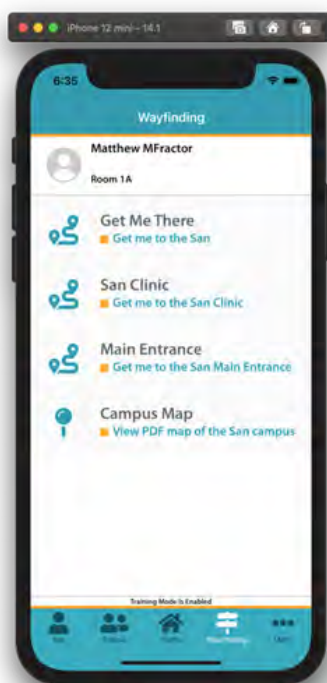 iPhone 12 mini – 14.1
6:35
Wayfinding
Matthew MFractor
Room 1A
Get Me There
Get me to the San
San Clinic
Get me to the San Clinic
Main Entrance
Get me to the San Main Entrance
Campus Map
View PDF map of the San campus
Training Mode Is Enabled